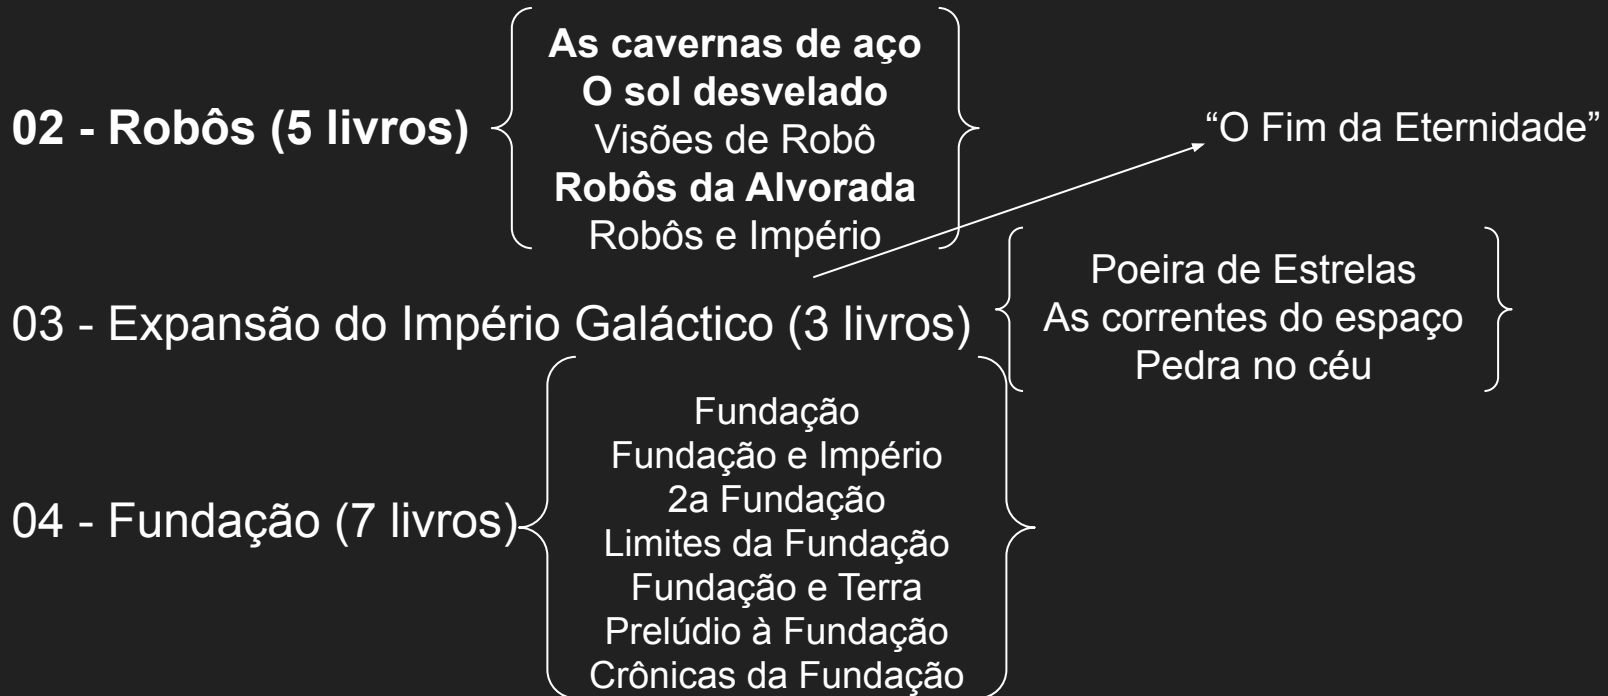 02 - Robôs (5 livros)
As cavernas de aço
O sol desvelado
Visões de Robô
Robôs da Alvorada
Robôs e Império
“O Fim da Eternidade”
03 - Expansão do Império Galáctico (3 livros)
Poeira de Estrelas
As correntes do espaço
Pedra no céu
04 - Fundação (7 livros)
Fundação
Fundação e Império
2a Fundação
Limites da Fundação
Fundação e Terra
Prelúdio à Fundação
Crônicas da Fundação